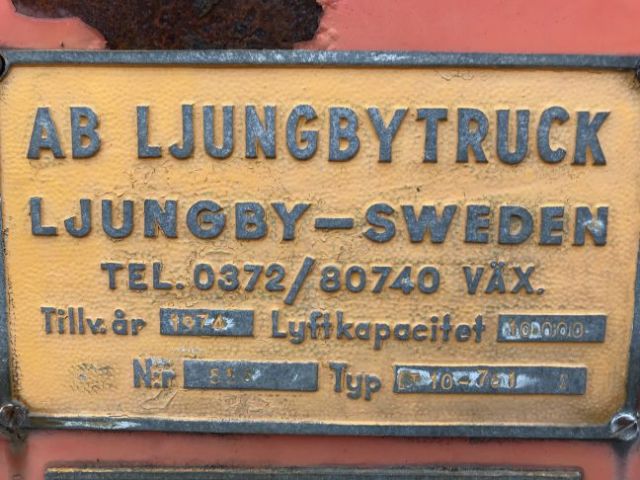 AB LJUNGBYTRUCK
LJUNGBY—SWEDEN
TEL. 0372/80740 VÄX.
Tillv. år 1974 Lyftkapacitet 10000
N:r Typ